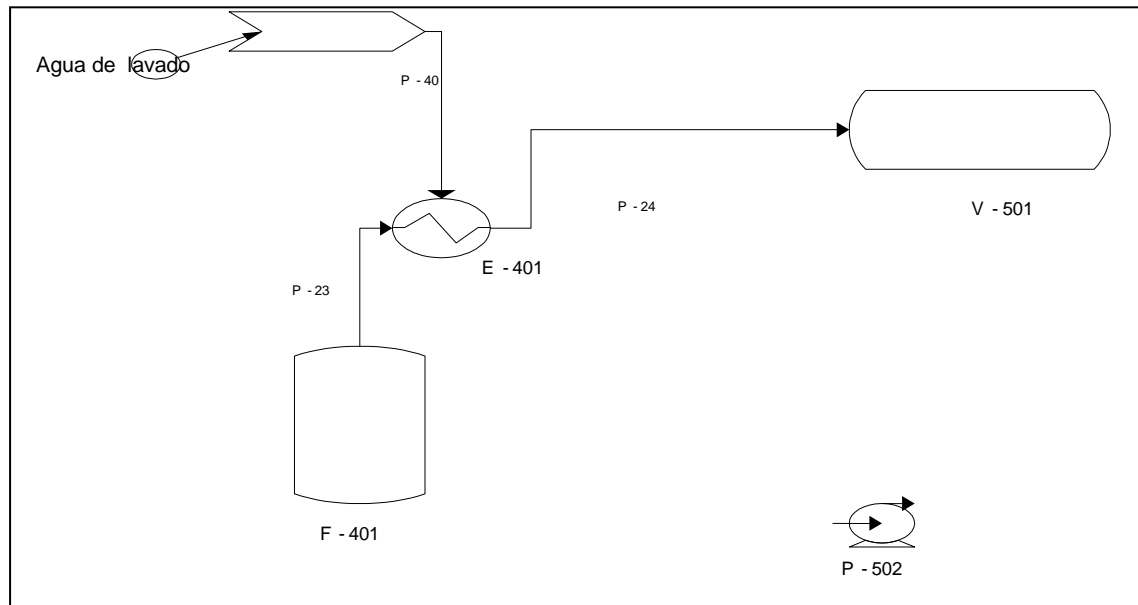 Agua de lavado
P - 40
P - 24
V - 501
E - 401
P - 23
F - 401
P - 502